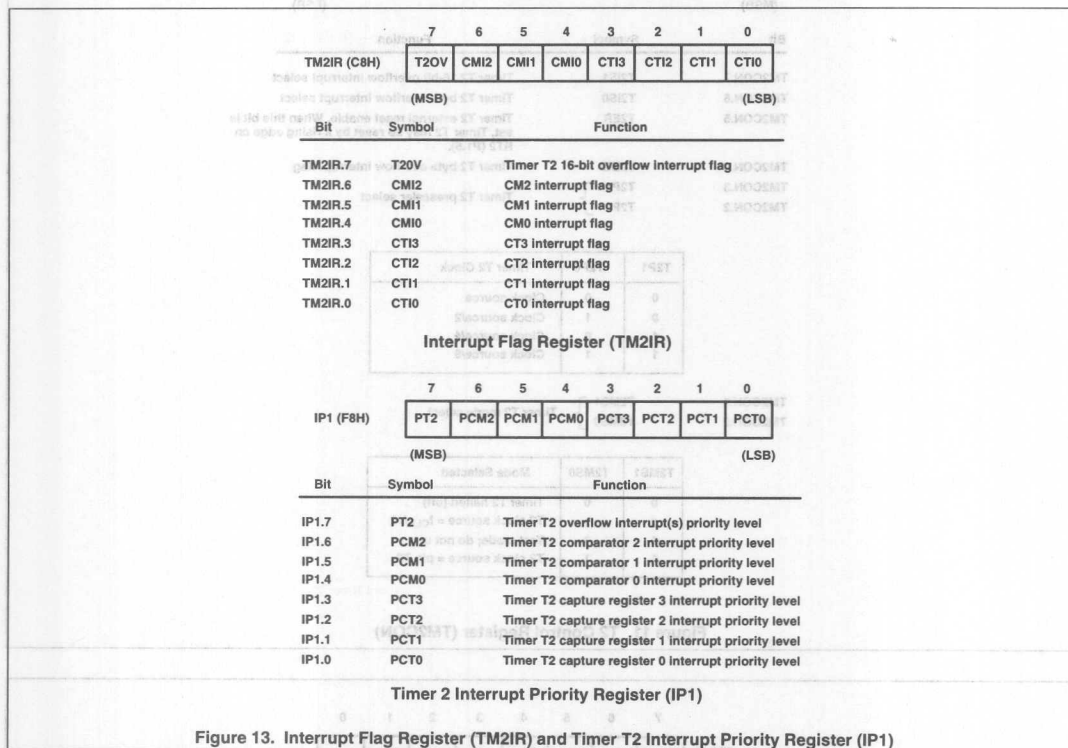 7 6 5 4 3 2 1 0
TM2IR (C8H) T2OV CMI2 CMI1 CMI0 CTI3 CTI2 CTI1 CTI0
(MSB) (LSB)
Bit Symbol Function
TM2IR.7 T20V Timer T2 16-bit overflow interrupt flag
TM2IR.6 CMI2 CM2 interrupt flag
TM2IR.5 CMI1 CM1 interrupt flag
TM2IR.4 CMI0 CM0 interrupt flag
TM2IR.3 CTI3 CT3 interrupt flag
TM2IR.2 CTI2 CT2 interrupt flag
TM2IR.1 CTI1 CT1 interrupt flag
TM2IR.0 CTI0 CT0 interrupt flag
Interrupt Flag Register (TM2IR)
7 6 5 4 3 2 1 0
IP1 (F8H) PT2 PCM2 PCM1 PCM0 PCT3 PCT2 PCT1 PCT0
(MSB) (LSB)
Bit Symbol Function
IP1.7 PT2 Timer T2 overflow interrupt(s) priority level
IP1.6 PCM2 Timer T2 comparator 2 interrupt priority level
IP1.5 PCM1 Timer T2 comparator 1 interrupt priority level
IP1.4 PCM0 Timer T2 comparator 0 interrupt priority level
IP1.3 PCT3 Timer T2 capture register 3 interrupt priority level
IP1.2 PCT2 Timer T2 capture register 2 interrupt priority level
IP1.1 PCT1 Timer T2 capture register 1 interrupt priority level
IP1.0 PCT0 Timer T2 capture register 0 interrupt priority level
Timer 2 Interrupt Priority Register (IP1)
Figure 13. Interrupt Flag Register (TM2IR) and Timer T2 Interrupt Priority Register (IP1)